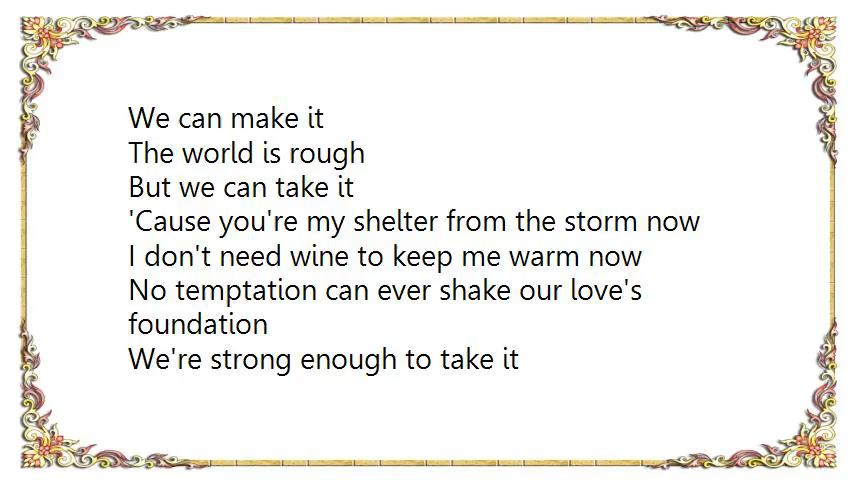 We can make it
The world is rough
But we can take it
'Cause you're my shelter from the storm now
I don't need wine to keep me warm now
No temptation can ever shake our love's
foundation
We're strong enough to take it